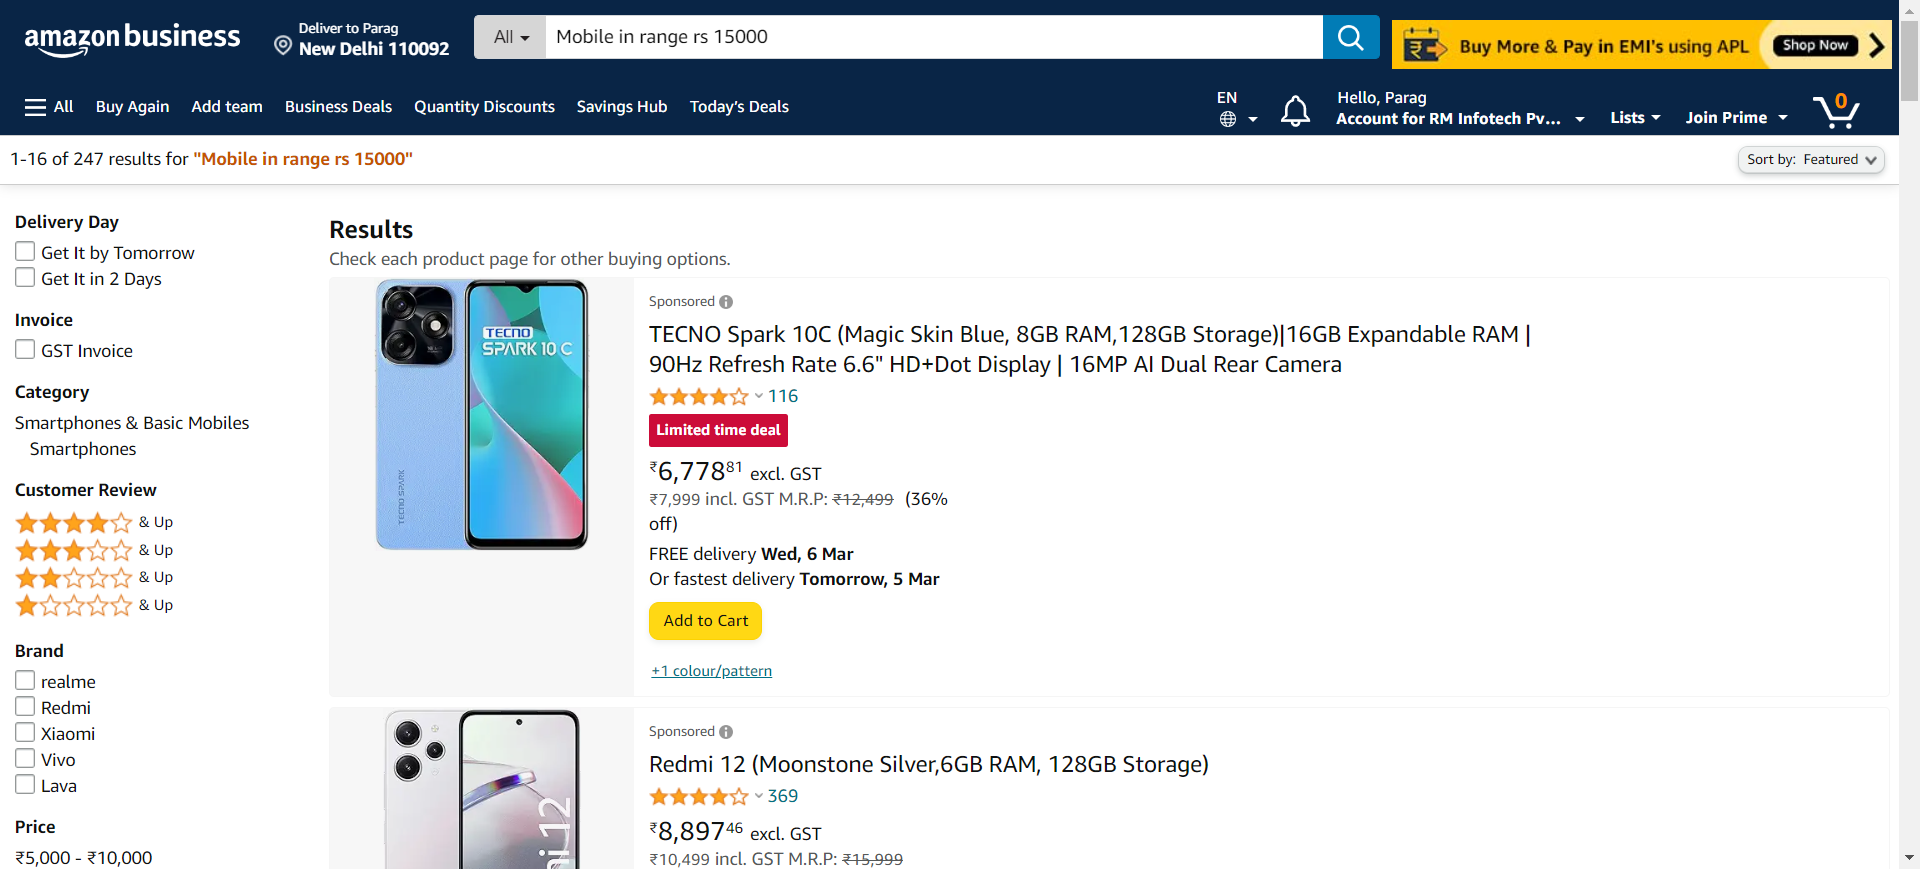 amazon business
Deliver to Parag
New Delhi 110092
All
Mobile in range rs 15000
Buy More & Pay in EMI's using APL
Shop Now
All
Buy Again
Add team
Business Deals
Quantity Discounts
Savings Hub
Today's Deals
EN
Hello, Parag
Account for RM Infotech Pv...
Lists
Join Prime
0
1-16 of 247 results for "Mobile in range rs 15000"
Sort by: Featured
Delivery Day
Get It by Tomorrow
Get It in 2 Days
Invoice
GST Invoice
Category
Smartphones & Basic Mobiles
Smartphones
Customer Review
& Up
& Up
& Up
& Up
Brand
realme
Redmi
Xiaomi
Vivo
Lava
Price
₹5,000 - ₹10,000
Results
Check each product page for other buying options.
TECNO
SPARK 10 C
TECNO SPARK
Sponsored
TECNO Spark 10C (Magic Skin Blue, 8GB RAM,128GB Storage)|16GB Expandable RAM |
90Hz Refresh Rate 6.6" HD+Dot Display | 16MP AI Dual Rear Camera
116
Limited time deal
₹6,77881 excl. GST
₹7,999 incl. GST M.R.P: ₹12,499 (36%
off)
FREE delivery Wed, 6 Mar
Or fastest delivery Tomorrow, 5 Mar
Add to Cart
+1 colour/pattern
Sponsored
Redmi 12 (Moonstone Silver,6GB RAM, 128GB Storage)
369
₹8,89746 excl. GST
₹10,499 incl. GST M.R.P: ₹15,999